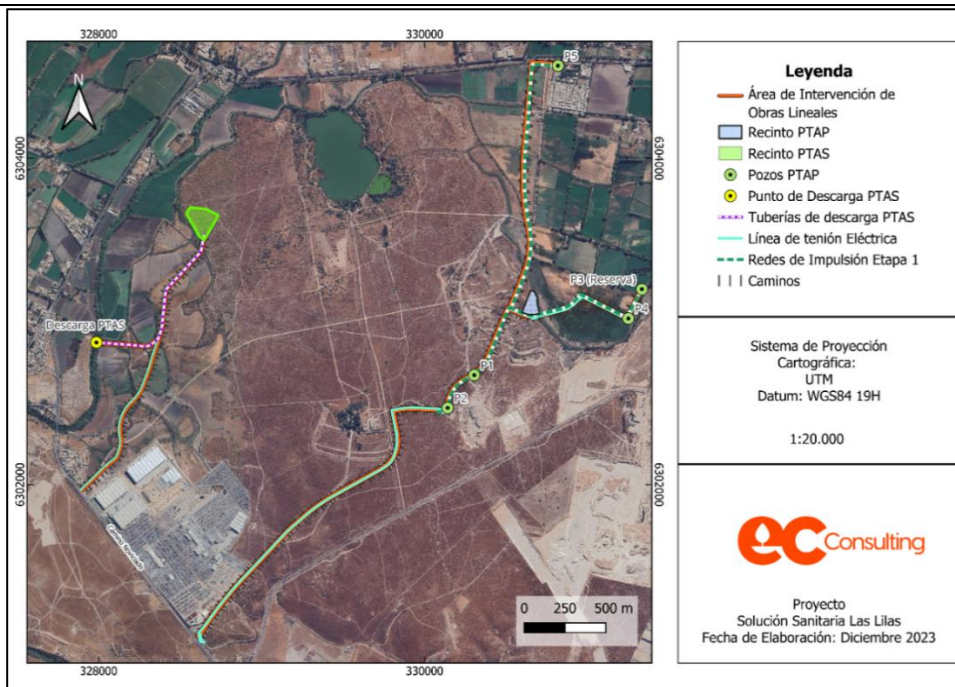 328000
330000
N
P5
6304000
6304000
P3 (Reserva)
P4
Descarga PTAS
P1
P2
6302000
6302000
0 250 500 m
328000
330000
Leyenda
Área de Intervención de
Obras Lineales
Recinto PTAP
Recinto PTAS
Pozos PTAP
Punto de Descarga PTAS
Tuberías de descarga PTAS
Línea de tenión Eléctrica
Redes de Impulsión Etapa 1
Caminos
Sistema de Proyección
Cartográfica:
UTM
Datum: WGS84 19H
1:20.000
ec Consulting
Proyecto
Solución Sanitaria Las Lilas
Fecha de Elaboración: Diciembre 2023